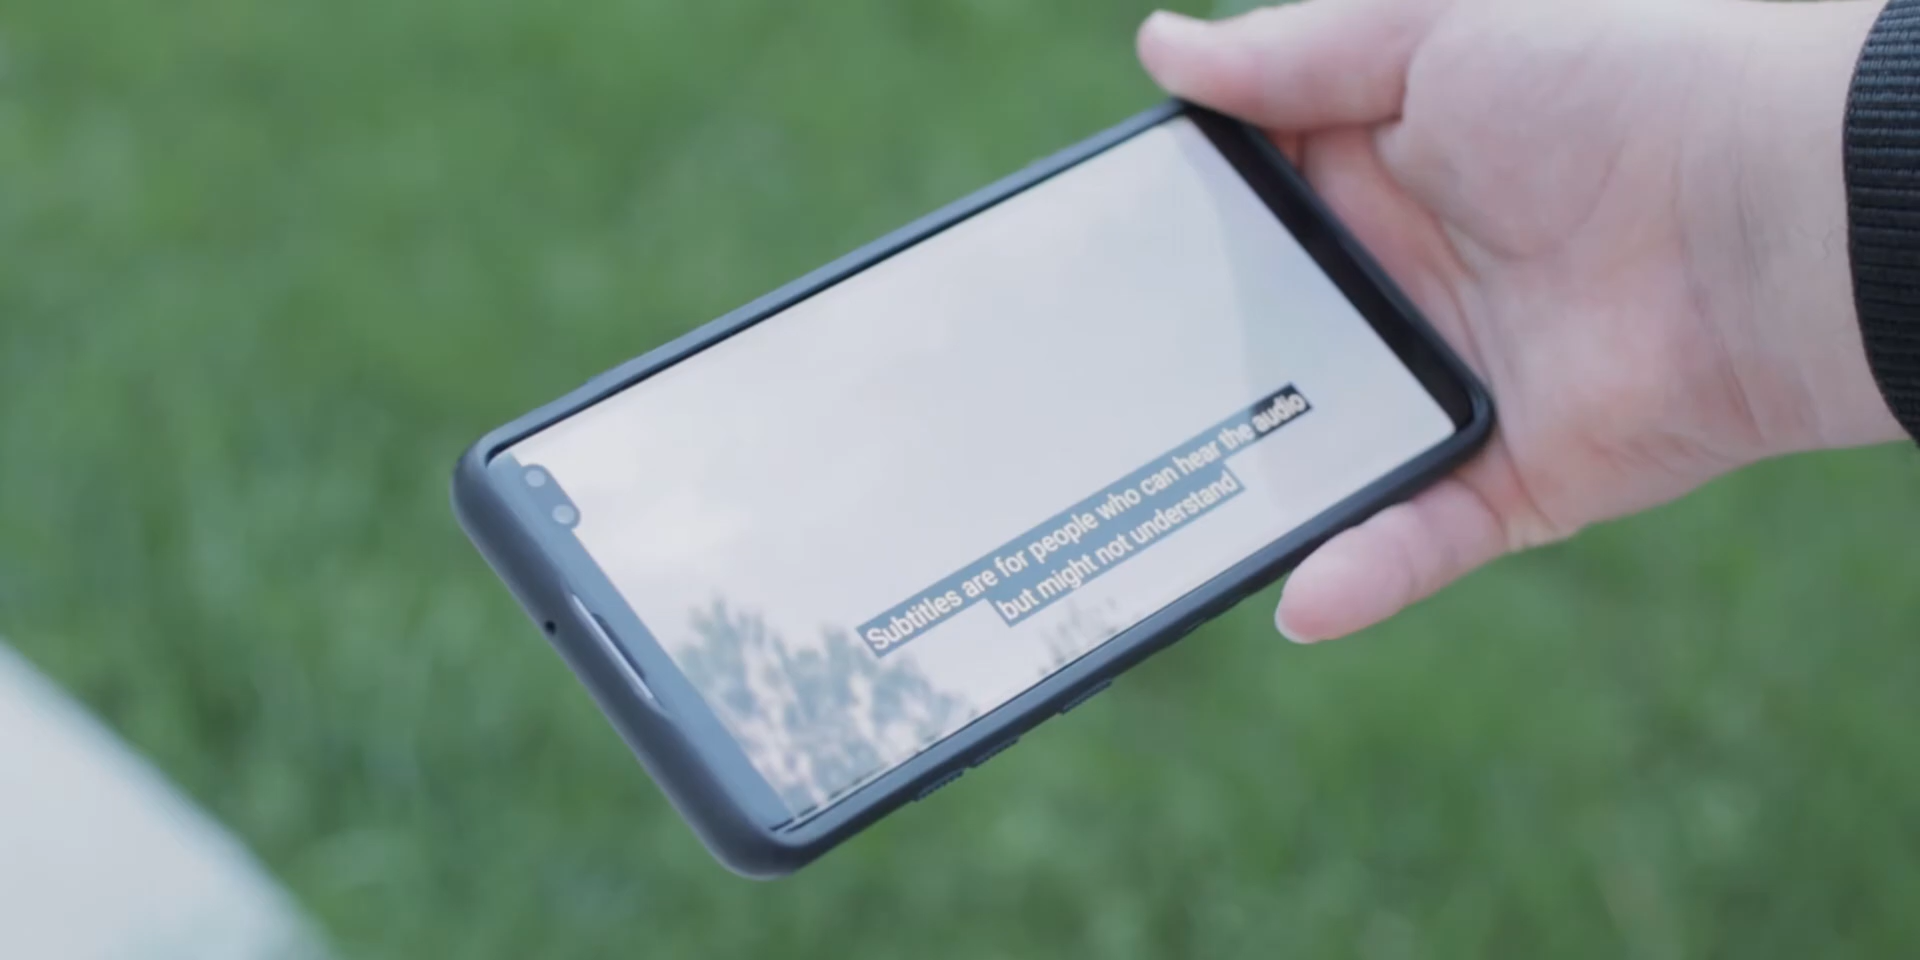 Subtitles are for people who can hear the audio
but might not understand